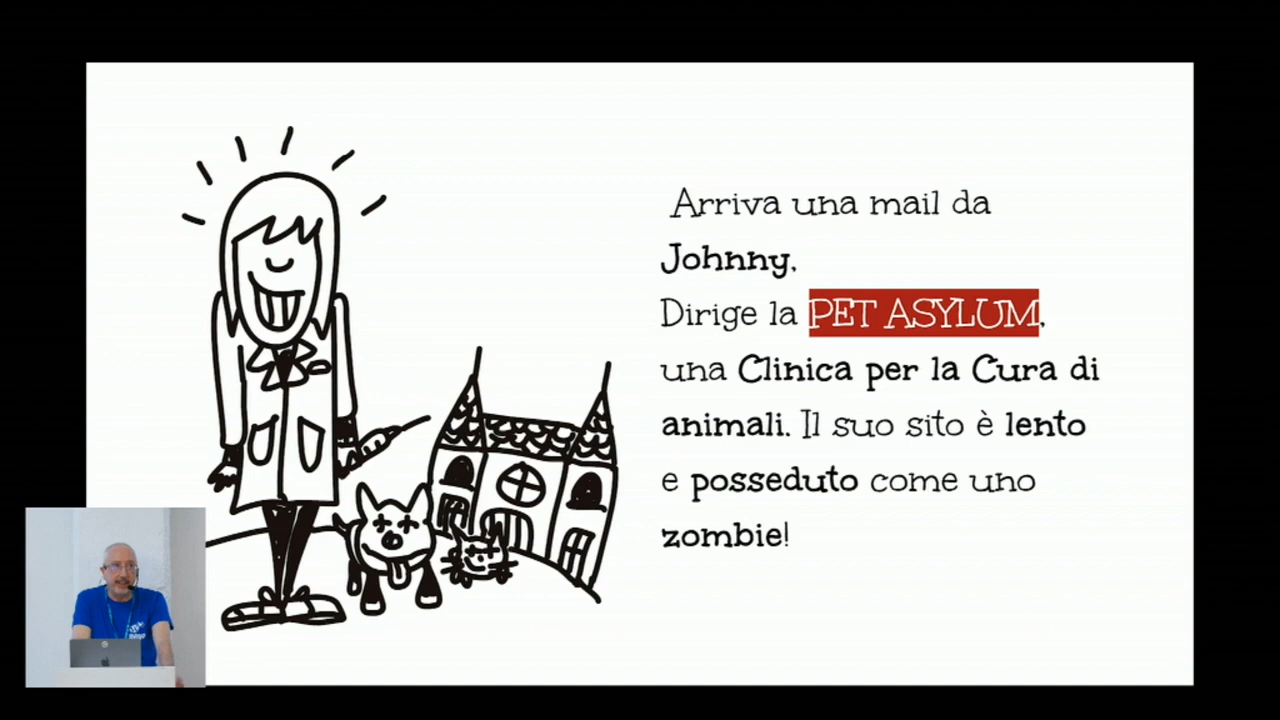 Arriva una mail da
Johnny.
Dirige la PET ASYLUM,
una Clinica per la Cura di
animali. Il suo sito è lento
e posseduto come uno
zombie!